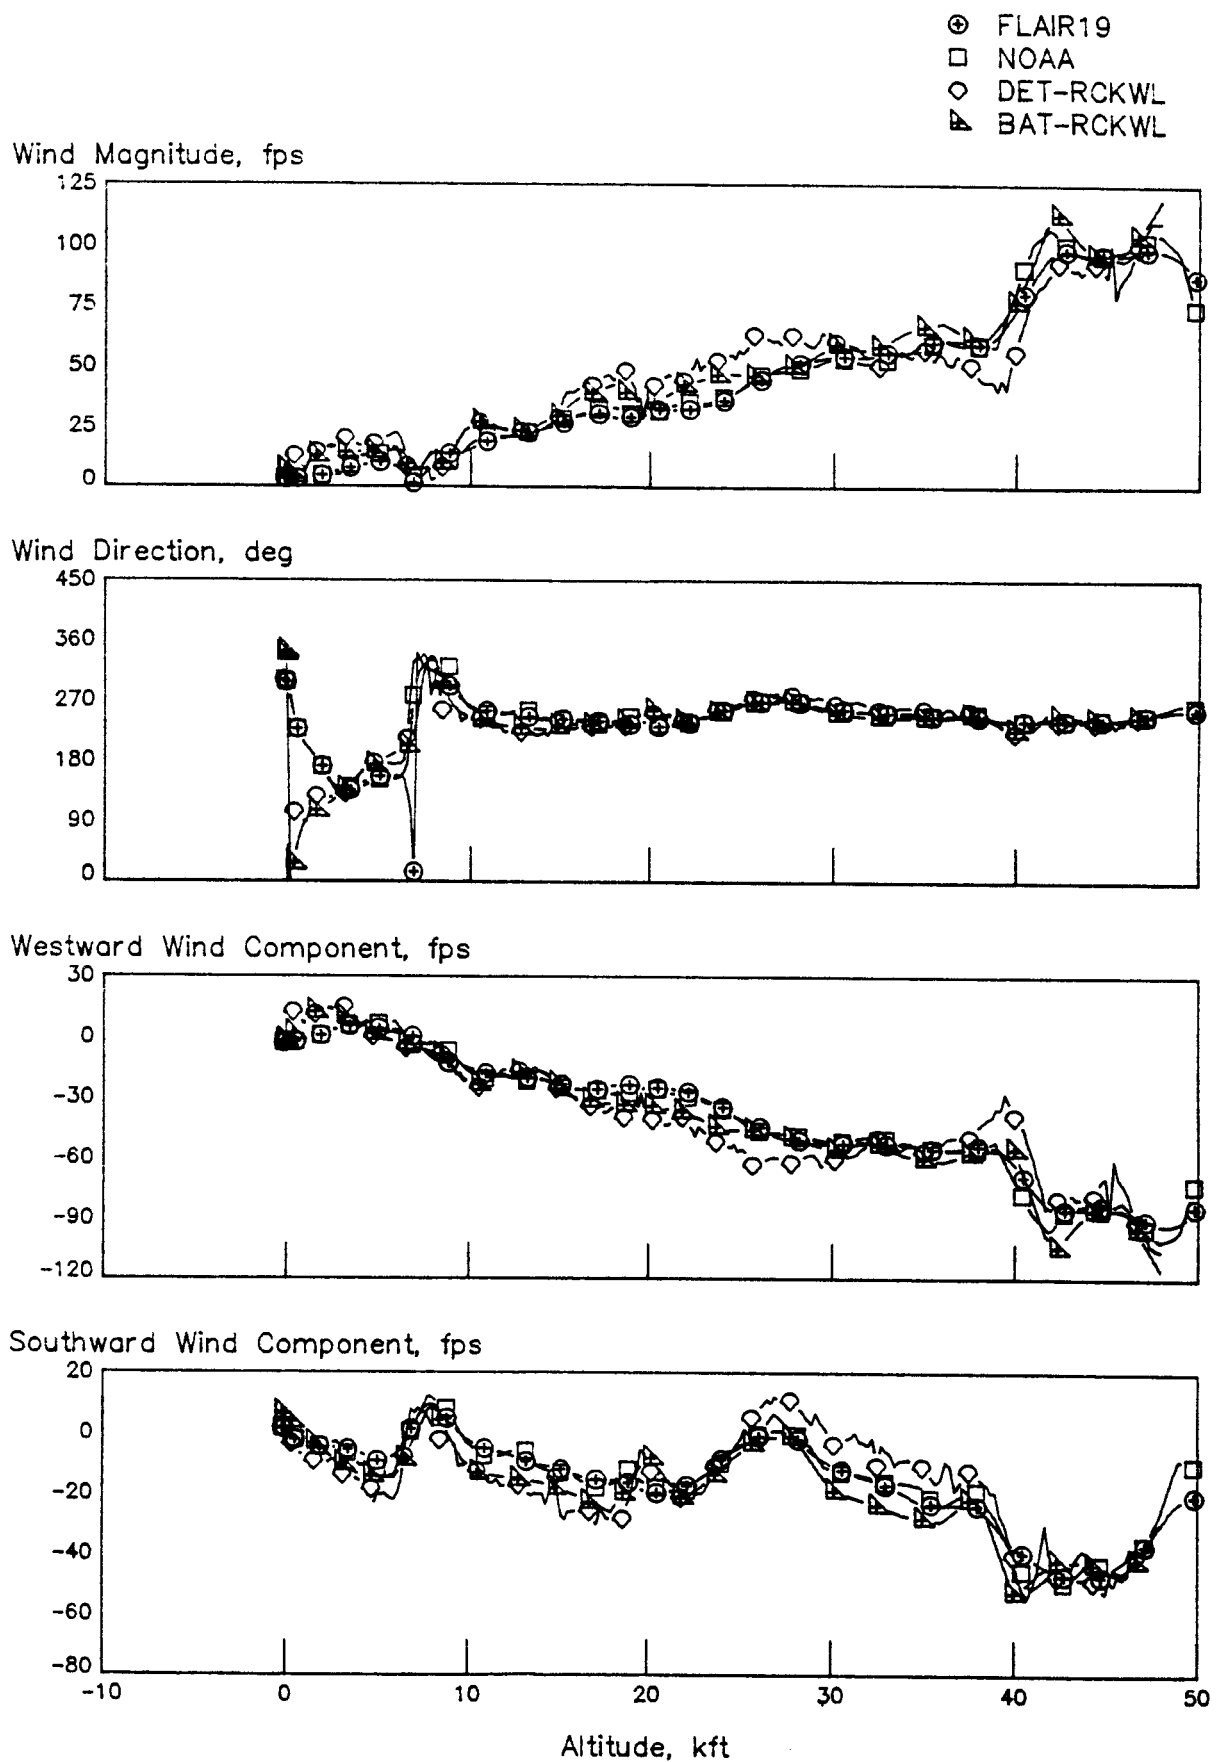 FLAIR19
NOAA
DET-RCKWL
BAT-RCKWL
Wind Magnitude, fps
125
100
75
50
25
0
Wind Direction, deg
450
360
270
180
90
0
Westward Wind Component, fps
30
0
-30
-60
-90
-120
Southward Wind Component, fps
20
0
-20
-40
-60
-80
-10 0 10 20 30 40 50
Altitude, kft